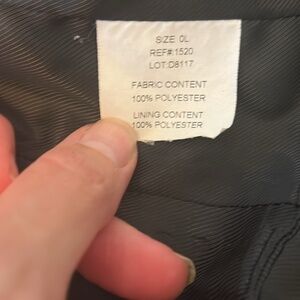 SIZE :0L
REF#:1520
LOT:D8117
FABRIC CONTENT
100% POLYESTER
LINING CONTENT
100% POLYESTER